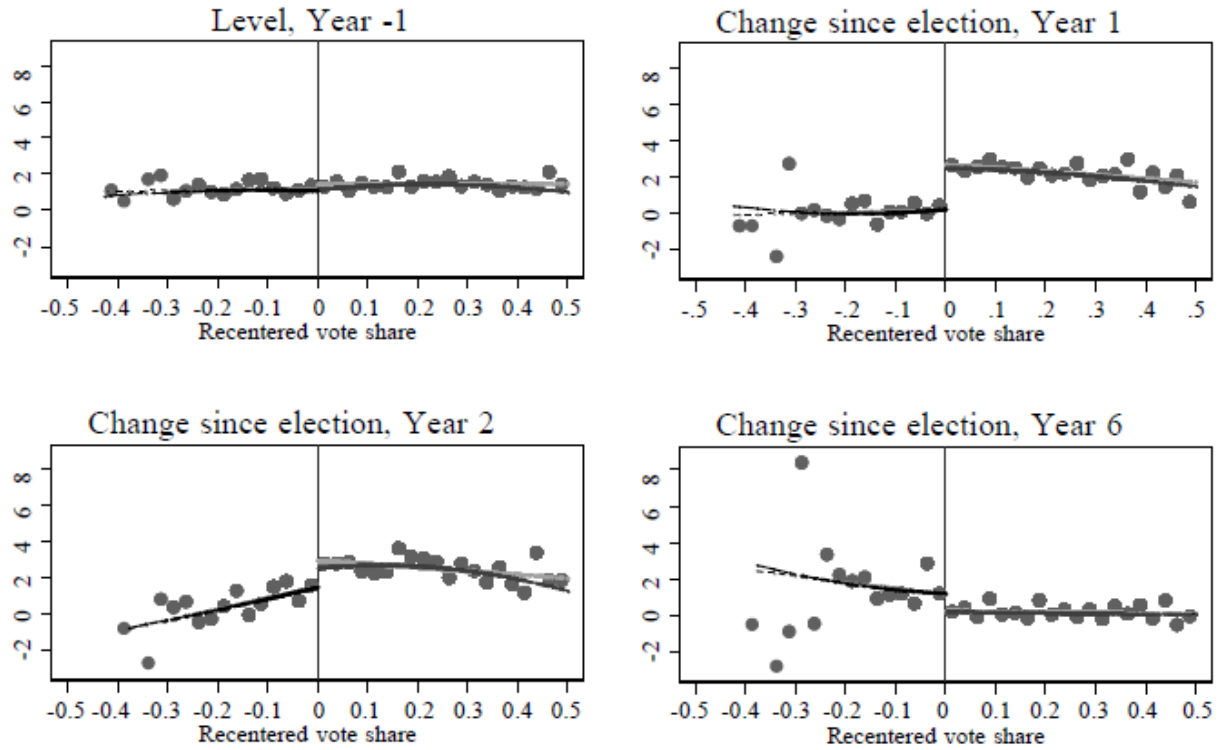 Level, Year -1
8
6
4
2
0
-2
-0.5 -0.4 -0.3 -0.2 -0.1 0 0.1 0.2 0.3 0.4 0.5
Recentered vote share
Change since election, Year 1
8
6
4
2
0
-2
-.5 -.4 -.3 -.2 -.1 0 .1 .2 .3 .4 .5
Recentered vote share
Change since election, Year 2
8
6
4
2
0
-2
-0.5 -0.4 -0.3 -0.2 -0.1 0 0.1 0.2 0.3 0.4 0.5
Recentered vote share
Change since election, Year 6
8
6
4
2
0
-2
-0.5 -0.4 -0.3 -0.2 -0.1 0 0.1 0.2 0.3 0.4 0.5
Recentered vote share